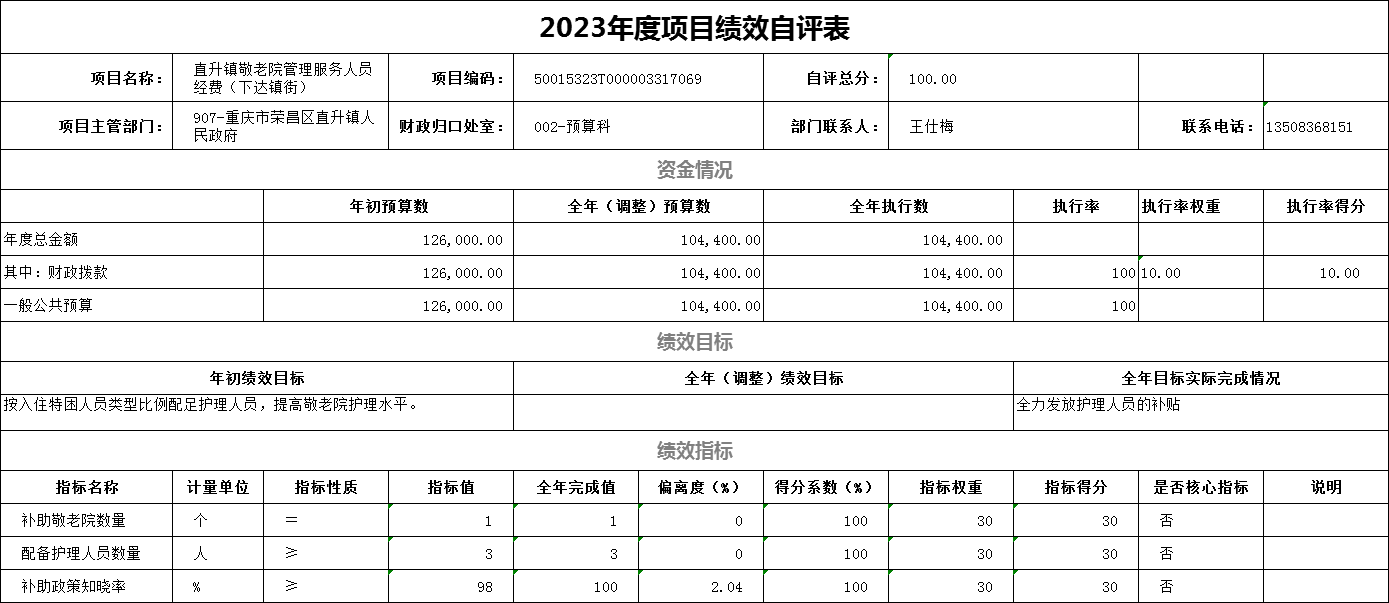 2023年度项目绩效自评表
项目名称： 直升镇敬老院管理服务人员经费（下达镇街） 项目编码： 50015323T000003317069 自评总分： 100.00
项目主管部门： 907-重庆市荣昌区直升镇人民政府 财政归口处室： 002-预算科 部门联系人： 王仕梅 联系电话： 13508368151
资金情况
年初预算数 全年（调整）预算数 全年执行数 执行率 执行率权重 执行率得分
年度总金额 126,000.00 104,400.00 104,400.00
其中：财政拨款 126,000.00 104,400.00 104,400.00 100 10.00 10.00
一般公共预算 126,000.00 104,400.00 104,400.00 100
绩效目标
年初绩效目标 全年（调整）绩效目标 全年目标实际完成情况
按入住特困人员类型比例配足护理人员，提高敬老院护理水平。 全力发放护理人员的补贴
绩效指标
指标名称 计量单位 指标性质 指标值 全年完成值 偏离度（%） 得分系数（%） 指标权重 指标得分 是否核心指标 说明
补助敬老院数量 个 ＝ 1 1 0 100 30 30 否
配备护理人员数量 人 ≥ 3 3 0 100 30 30 否
补助政策知晓率 % ≥ 98 100 2.04 100 30 30 否